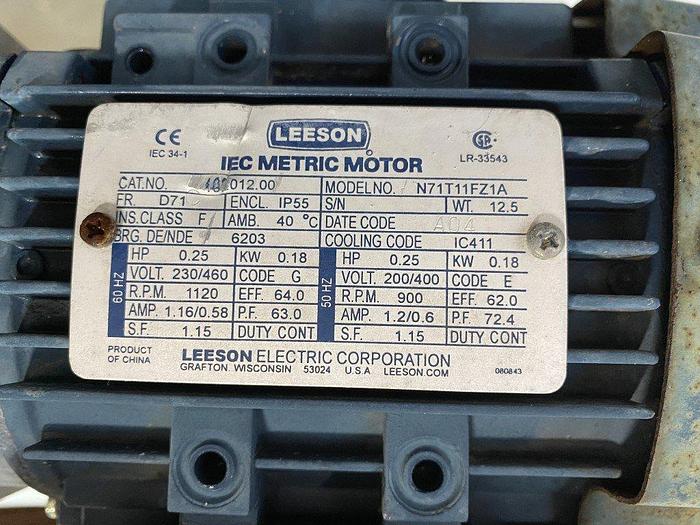 CE
IEC 34-1
LEESON
LR-33543
IEC METRIC MOTOR
CAT.NO. 012.00 MODEL NO. N71T11FZ1A
FR. D71 ENCL. IP55 S/N WT. 12.5
INS.CLASS F AMB. 40 °C DATE CODE A04
BRG. DE/NDE 6203 COOLING CODE IC411
60 HZ
HP 0.25 KW 0.18
VOLT. 230/460 CODE G
R.P.M. 1120 EFF. 64.0
AMP. 1.16/0.58 P.F. 63.0
S.F. 1.15 DUTY CONT
50 HZ
HP 0.25 KW 0.18
VOLT. 200/400 CODE E
R.P.M. 900 EFF. 62.0
AMP. 1.2/0.6 P.F. 72.4
S.F. 1.15 DUTY CONT
PRODUCT
OF CHINA
LEESON ELECTRIC CORPORATION
GRAFTON WISCONSIN 53024 U.S.A LEESON.COM
080843